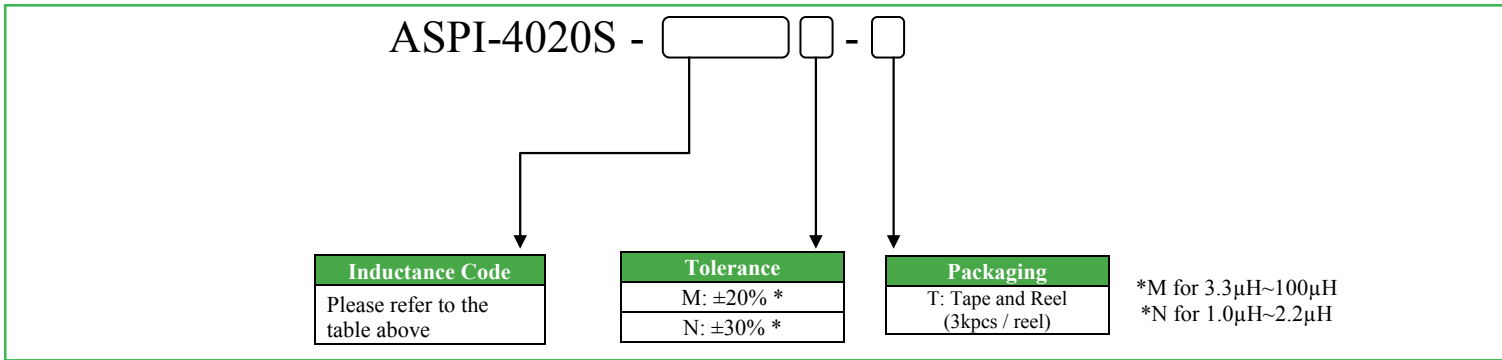 ASPI-4020S - -
Inductance Code
Please refer to the
table above
Tolerance
M: ±20% *
N: ±30% *
Packaging
T: Tape and Reel
(3kpcs / reel)
*M for 3.3µH~100µH
*N for 1.0µH~2.2µH